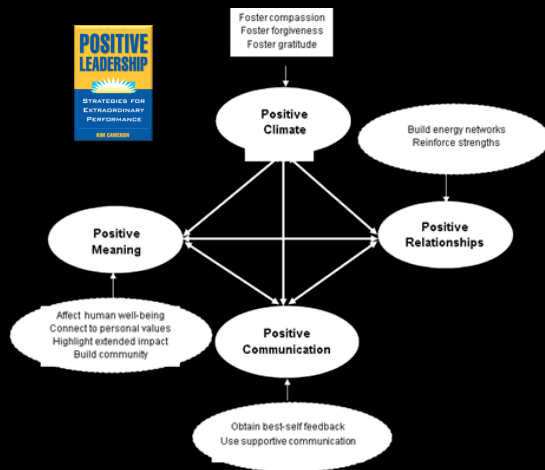 POSITIVE
LEADERSHIP
STRATEGIES FOR
EXTRAORDINARY
PERFORMANCE
KIM CAMERON
Foster compassion
Foster forgiveness
Foster gratitude
Positive
Climate
Build energy networks
Reinforce strengths
Positive
Meaning
Positive
Relationships
Affect human well-being
Connect to personal values
Highlight extended impact
Build community
Positive
Communication
Obtain best-self feedback
Use supportive communication